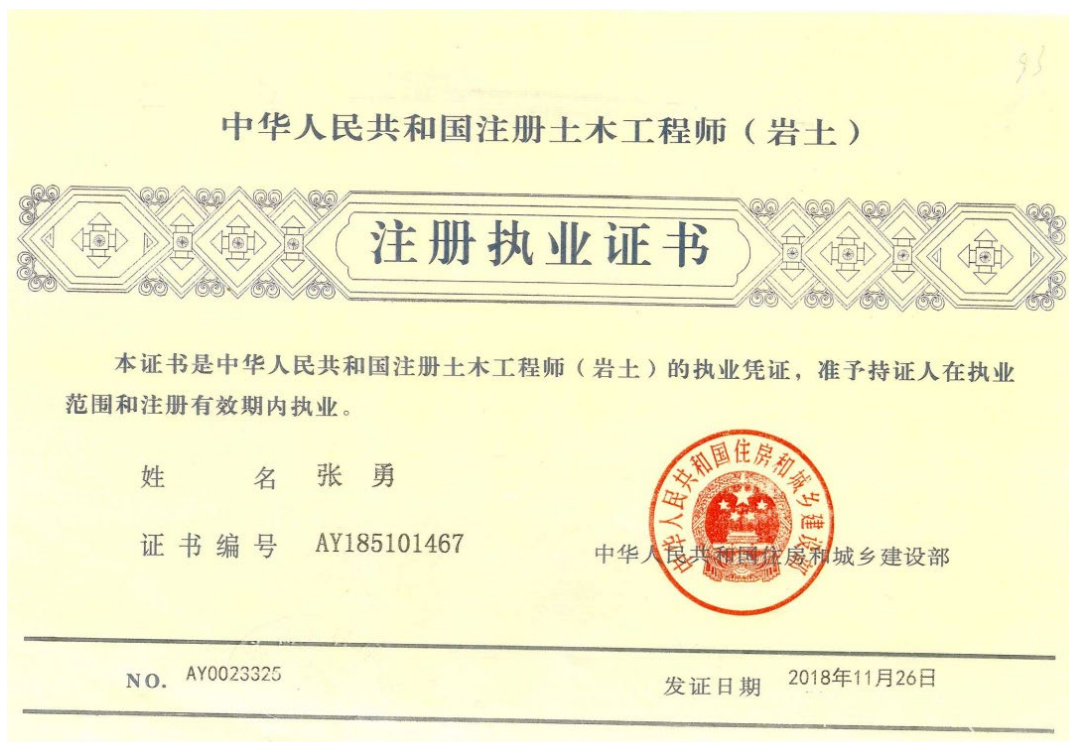 93
中华人民共和国注册土木工程师（岩土）
注册执业证书
本证书是中华人民共和国注册土木工程师（岩土）的执业凭证，准予持证人在执业
范围和注册有效期内执业。
姓 名 张 勇
证书编号 AY185101467
中华人民共和国住房和城乡建设部
中华人民共和国住房和城乡建设部
NO. AY0023325
发证日期 2018年11月26日